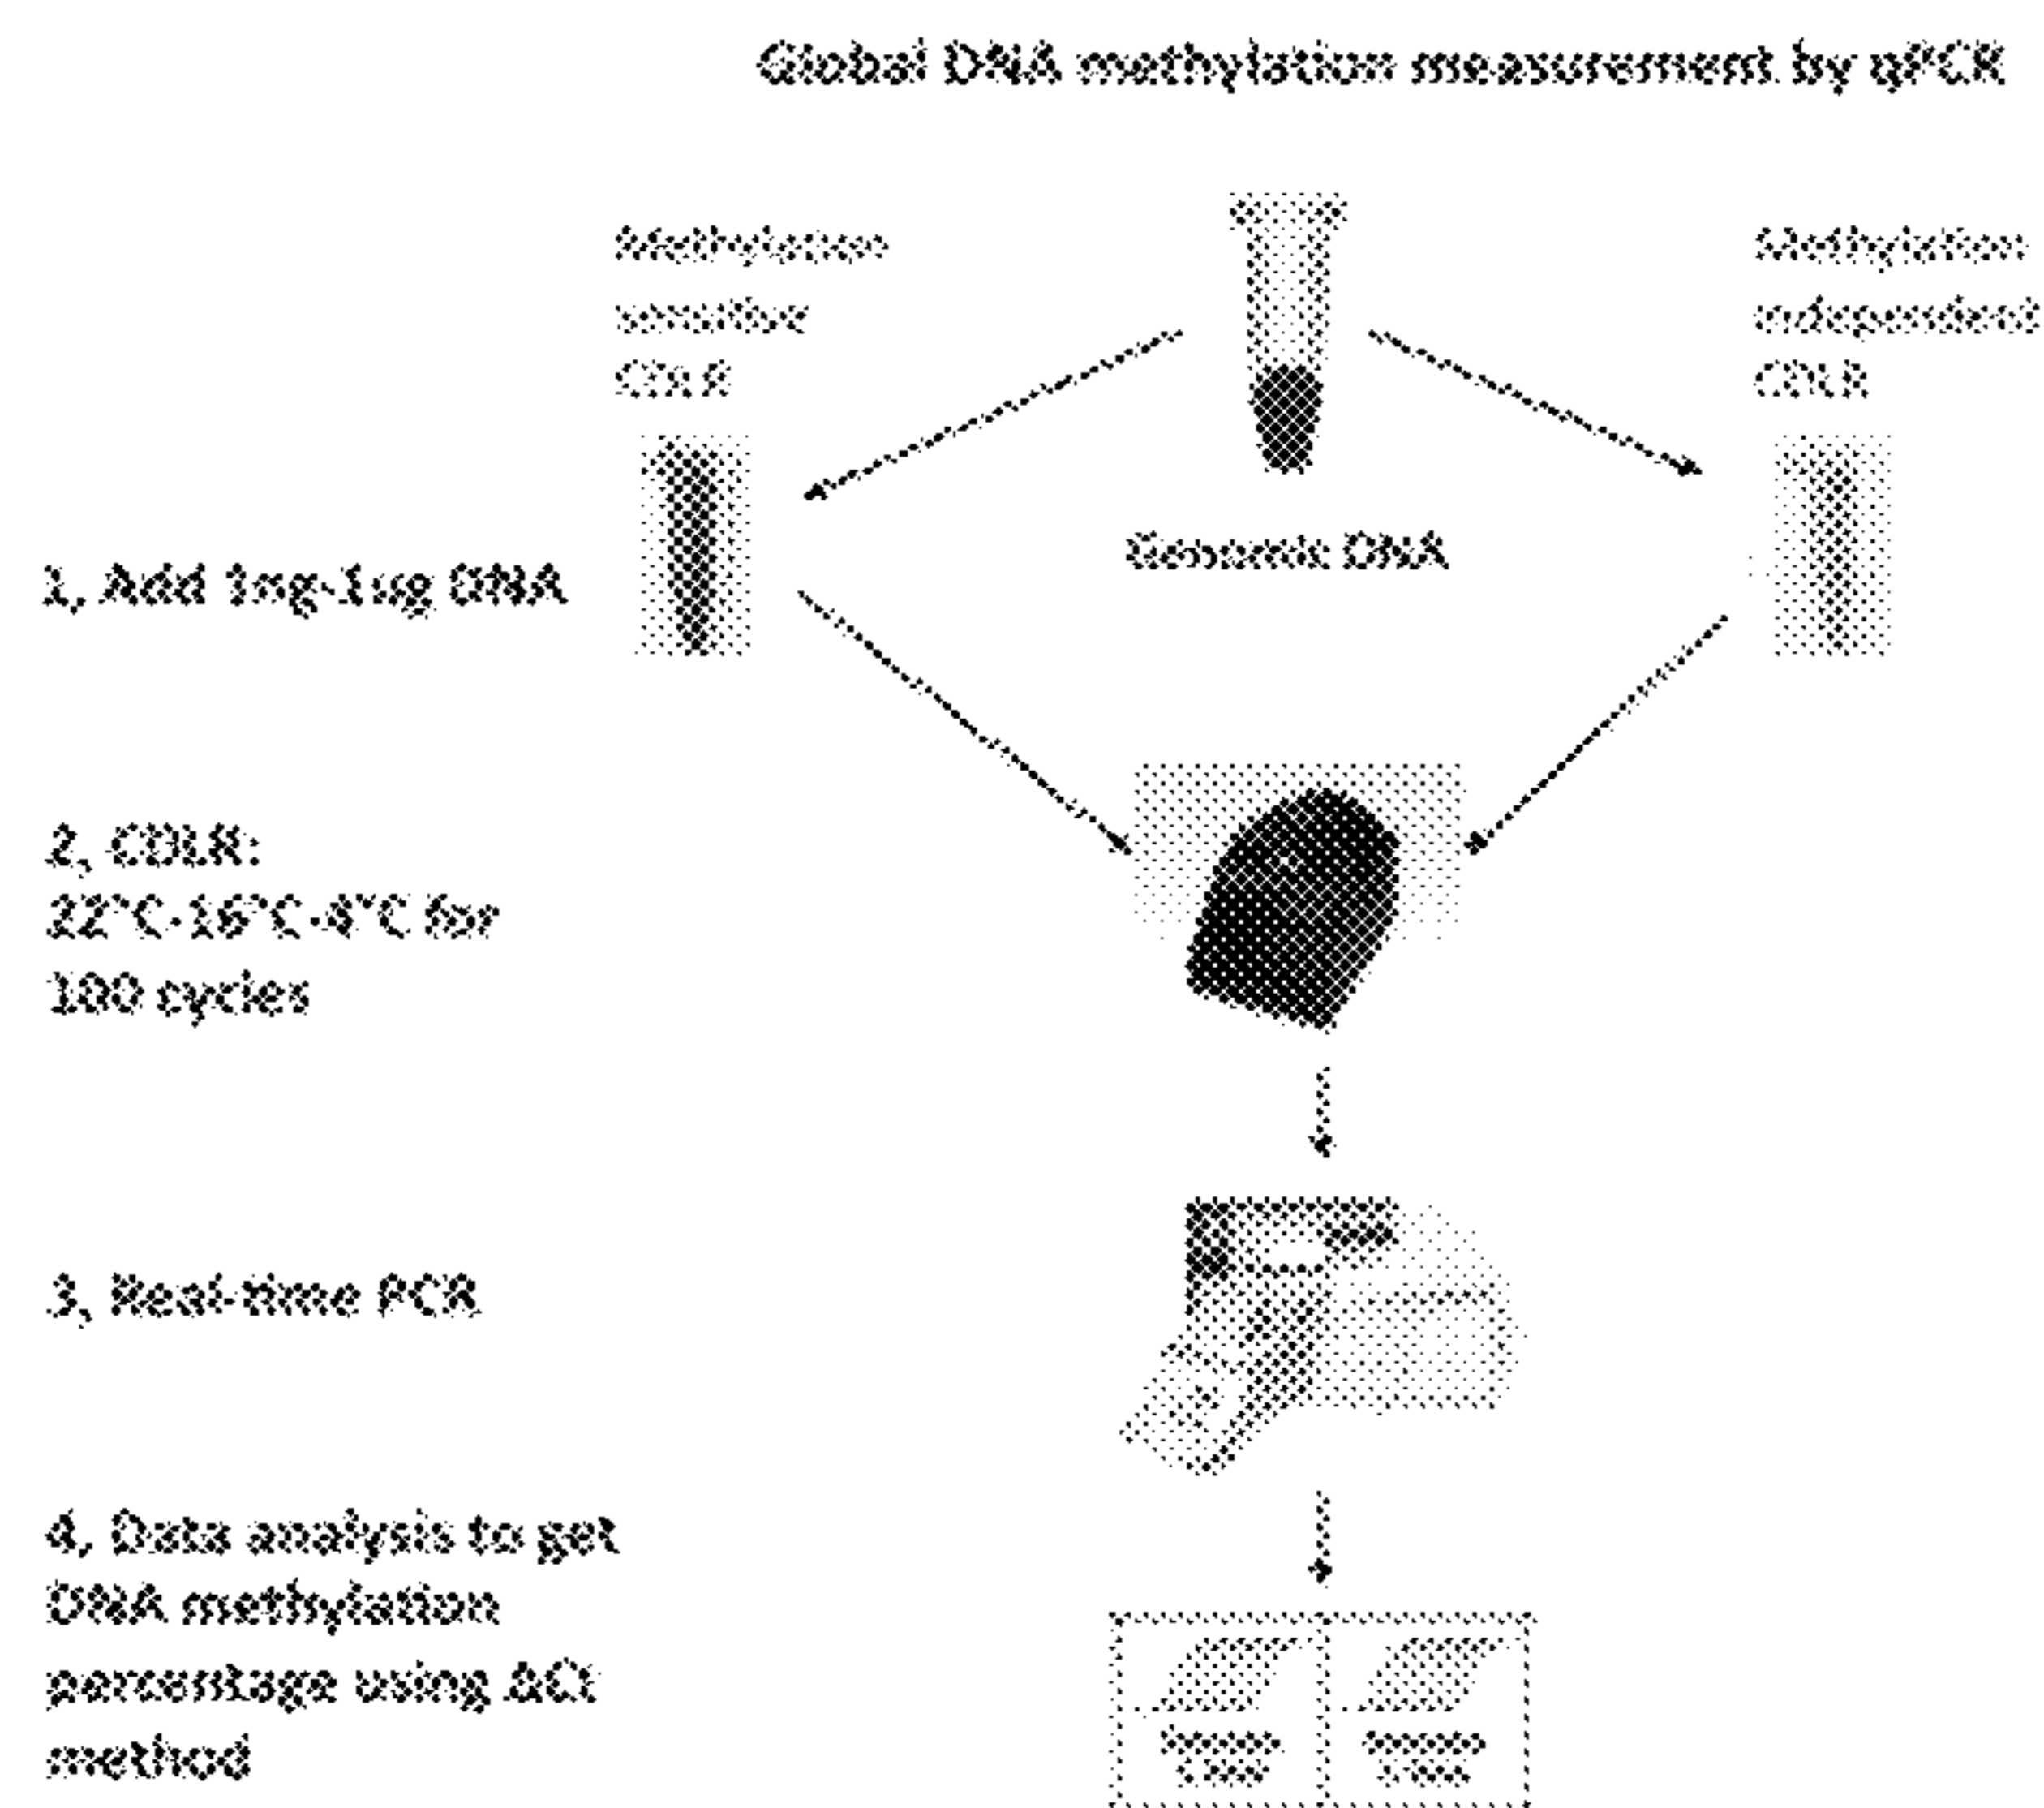 Global DNA methylation measurement by qPCR
Methylation
sensitive
CDLR
Methylation
independent
CDLR
Genomic DNA
1, Add 1ng-1ug DNA
2, CDLR:
22°C-16°C-4°C for
100 cycles
3, Real-time PCR
4, Data analysis to get
DNA methylation
percentage using ΔCt
method